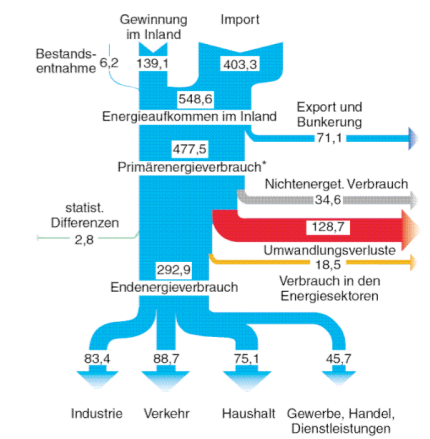 Gewinnung
im Inland
Import
Bestands-
entnahme 6,2
139,1
403,3
548,6
Energieaufkommen im Inland
Export und
Bunkerung
71,1
477,5
Primärenergieverbrauch*
Nichtenerget. Verbrauch
34,6
statist.
Differenzen
2,8
128,7
Umwandlungsverluste
18,5
Verbrauch in den
Energiesektoren
292,9
Endenergieverbrauch
83,4
88,7
75,1
45,7
Industrie
Verkehr
Haushalt
Gewerbe, Handel,
Dienstleistungen